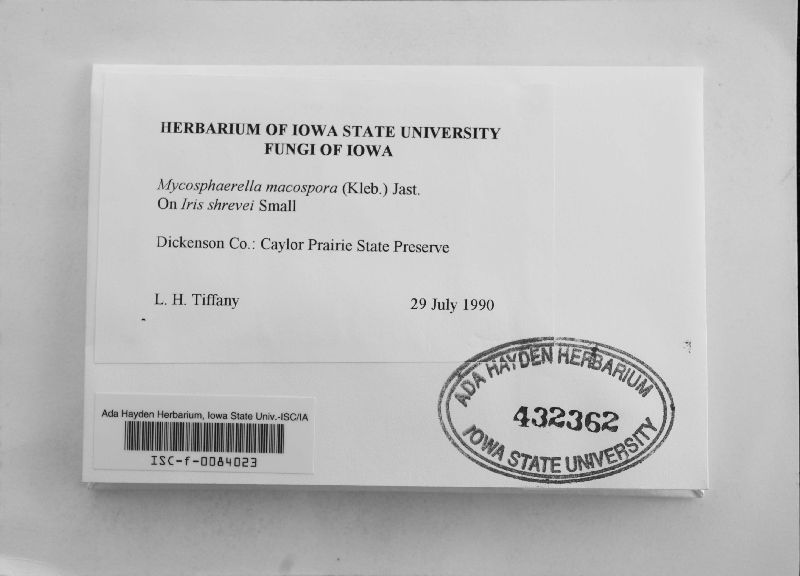 HERBARIUM OF IOWA STATE UNIVERSITY
FUNGI OF IOWA
Mycosphaerella macospora (Kleb.) Jast.
On Iris shrevei Small
Dickenson Co.: Caylor Prairie State Preserve
L. H. Tiffany 29 July 1990
ADA HAYDEN HERBARIUM
432362
IOWA STATE UNIVERSITY
Ada Hayden Herbarium, Iowa State Univ.-ISC/IA
ISC-f-0084023